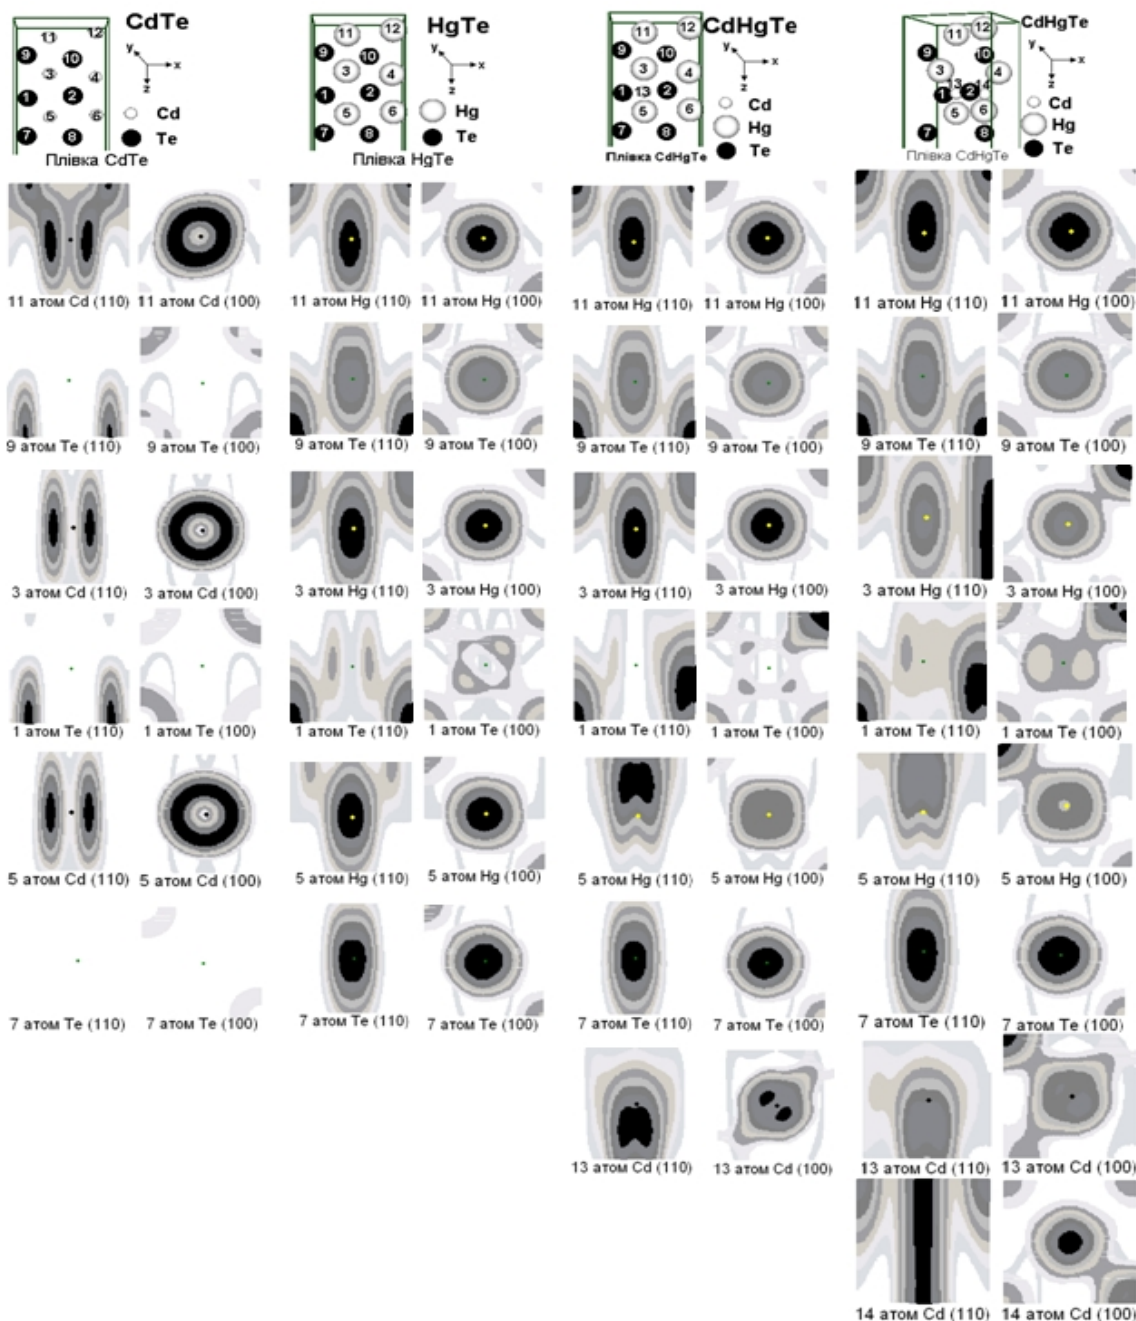 CdTe
11
12
9
10
3
4
1
2
5
6
7
8
y
x
z
Cd
Te
Плівка CdTe
HgTe
11
12
9
10
3
4
1
2
5
6
7
8
y
x
z
Hg
Te
Плівка HgTe
CdHgTe
11
12
9
10
3
4
1
13
2
5
6
7
8
y
x
z
Cd
Hg
Te
Плівка CdHgTe
CdHgTe
11
12
9
10
3
4
13
14
1
2
5
6
7
8
y
x
z
Cd
Hg
Te
Плівка CdHgTe
11 атом Cd (110) 11 атом Cd (100) 11 атом Hg (110) 11 атом Hg (100) 11 атом Hg (110) 11 атом Hg (100) 11 атом Hg (110) 11 атом Hg (100)
9 атом Te (110) 9 атом Te (100) 9 атом Te (110) 9 атом Te (100) 9 атом Te (110) 9 атом Te (100) 9 атом Te (110) 9 атом Te (100)
3 атом Cd (110) 3 атом Cd (100) 3 атом Hg (110) 3 атом Hg (100) 3 атом Hg (110) 3 атом Hg (100) 3 атом Hg (110) 3 атом Hg (100)
1 атом Te (110) 1 атом Te (100) 1 атом Te (110) 1 атом Te (100) 1 атом Te (110) 1 атом Te (100) 1 атом Te (110) 1 атом Te (100)
5 атом Cd (110) 5 атом Cd (100) 5 атом Hg (110) 5 атом Hg (100) 5 атом Hg (110) 5 атом Hg (100) 5 атом Hg (110) 5 атом Hg (100)
7 атом Te (110) 7 атом Te (100) 7 атом Te (110) 7 атом Te (100) 7 атом Te (110) 7 атом Te (100) 7 атом Te (110) 7 атом Te (100)
13 атом Cd (110) 13 атом Cd (100) 13 атом Cd (110) 13 атом Cd (100)
14 атом Cd (110) 14 атом Cd (100)